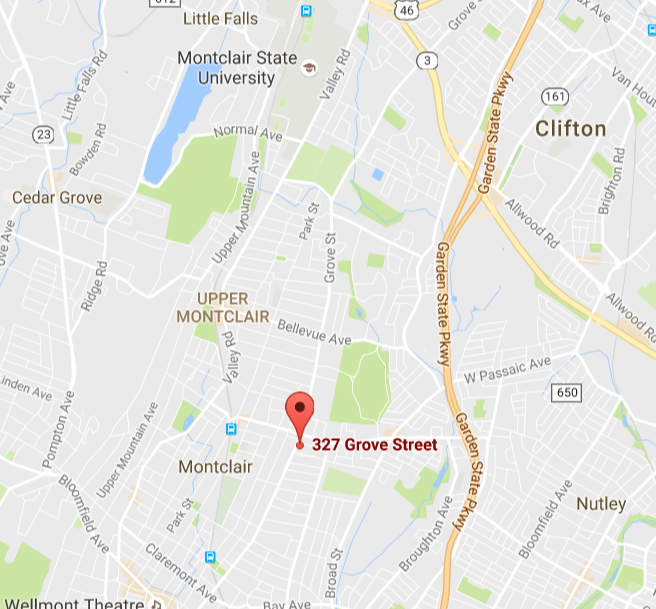 Little Falls
46
Montclair State
University
Valley Rd
3
Grove St
Little Falls Rd
Garden State Pkwy
161
Van Hout
Clifton
23
Normal Ave
Bowden Rd
Brighton Rd
Cedar Grove
Upper Mountain Ave
Park St
Allwood Rd
Grove St
Garden State Pkwy
Ridge Rd
UPPER
MONTCLAIR
Allwood Rd
Bellevue Ave
Valley Rd
W Passaic Ave
650
Linden Ave
Pompton Ave
Upper Mountain Ave
327 Grove Street
Garden State Pkwy
Montclair
Bloomfield Ave
Park St
Nutley
Broughton Ave
Bloomfield Ave
Claremont Ave
Broad St
Wellmont Theatre
Bay Ave